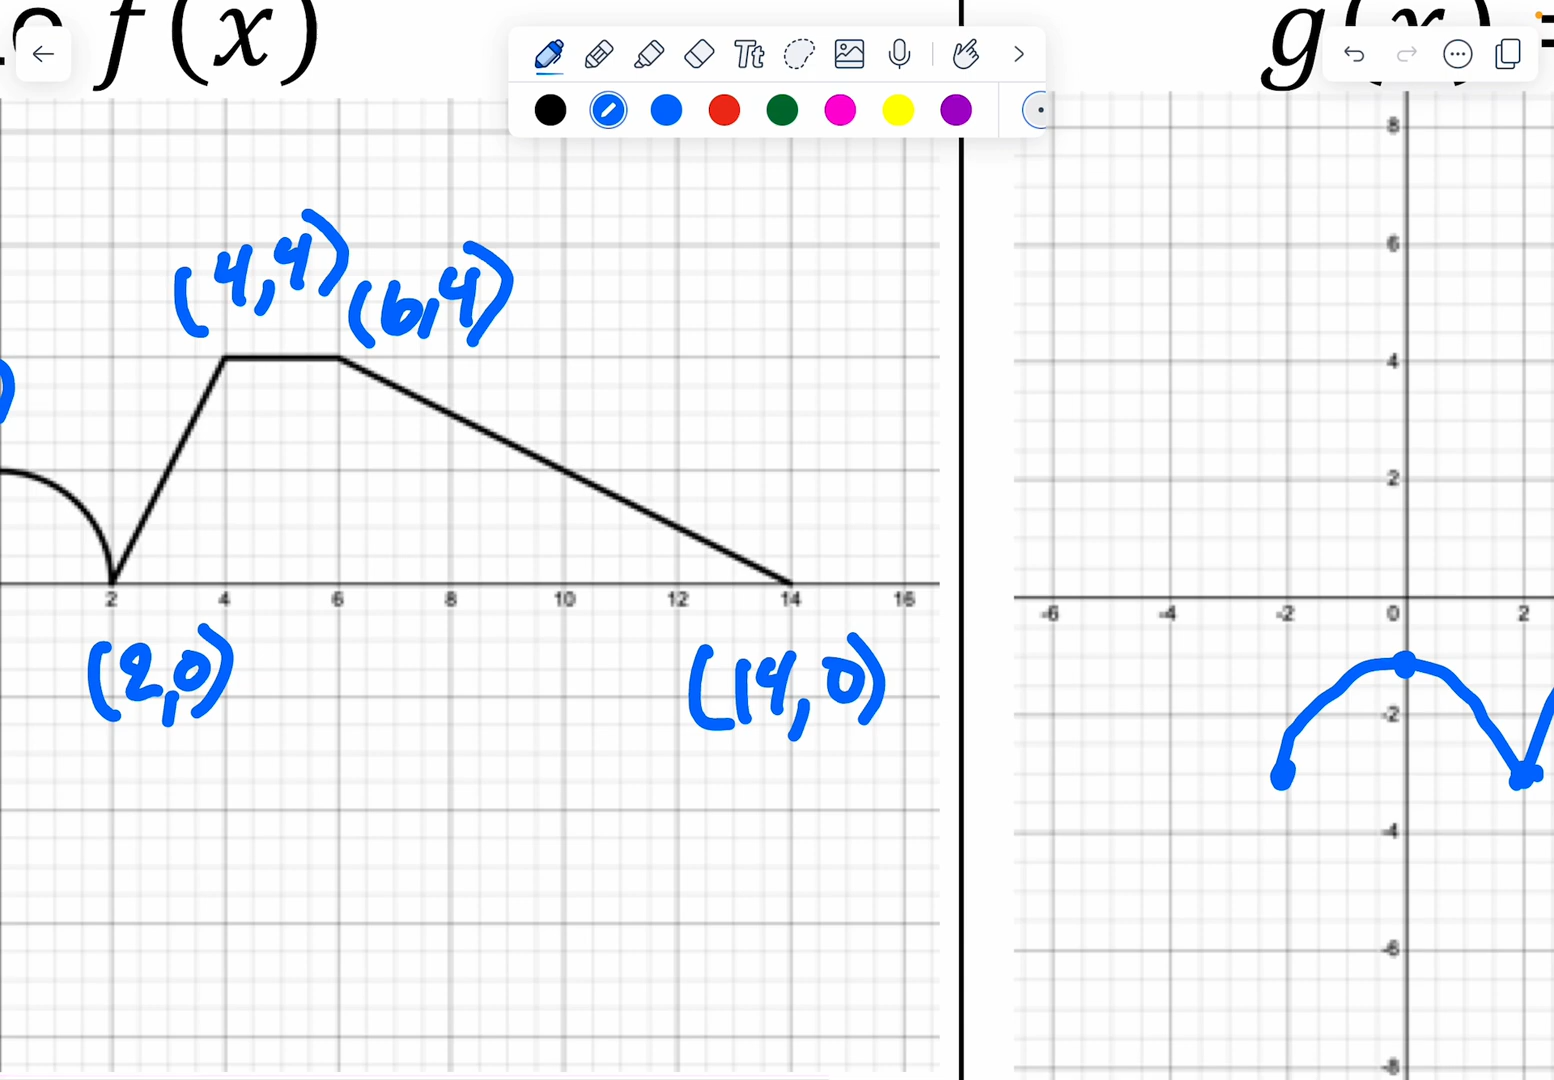 f(x)
g(x) =
Tt
(4,4)
(6,4)
2 4 6 8 10 12 14 16
(2,0)
(14,0)
8
6
4
2
-6 -4 -2 0 2
-2
-4
-6
-8